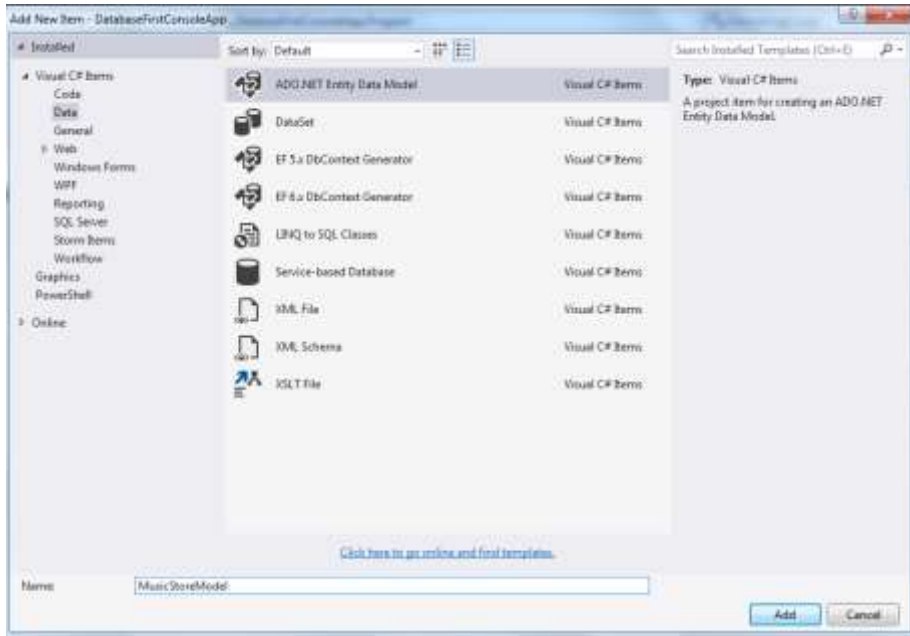 Add New Item - DatabaseFirstConsoleApp
Installed
Sort by: Default
Search Installed Templates (Ctrl+E)
Visual C# Items
Code
Data
General
Web
Windows Forms
WPF
Reporting
SQL Server
Storm Items
Workflow
Graphics
PowerShell
Online
ADO.NET Entity Data Model Visual C# Items
DataSet Visual C# Items
EF 5.x DbContext Generator Visual C# Items
EF 6.x DbContext Generator Visual C# Items
LINQ to SQL Classes Visual C# Items
Service-based Database Visual C# Items
XML File Visual C# Items
XML Schema Visual C# Items
XSLT File Visual C# Items
Type: Visual C# Items
A project item for creating an ADO.NET
Entity Data Model.
Click here to go online and find templates.
Name: MusicStoreModel
Add Cancel